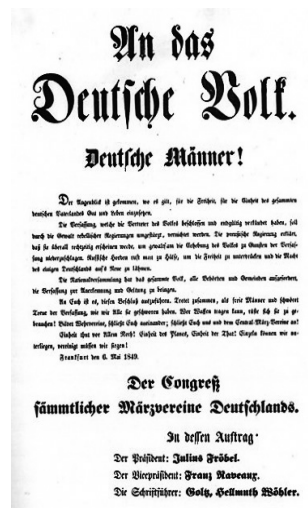 An das
Deutsche Volk.
Deutsche Männer!
Der Augenblick ist gekommen, wo es gilt, für die Freiheit, für die Einheit des gesammten
deutschen Vaterlandes Gut und Leben einzusetzen.
Die Verfassung, welche die Vertreter des Volkes beschlossen und endgültig verkündet haben, soll
durch die Gewalt rebellischer Regierungen umgestürzt, vernichtet werden. Die preußische Regierung erklärt,
daß sie überall rechtzeitig erscheinen werde, um gewaltsam die Erhebung des Volkes zu Gunsten der Verfas-
sung niederzuschlagen. Russische Horden ruft man zu Hülfe, um die Freiheit zu unterdrücken und die Macht
des einigen Deutschlands auf's Neue zu lähmen.
Die Nationalversammlung hat das gesammte Volk, alle Behörden und Gemeinden aufgefordert,
die Verfassung zur Anerkennung und Geltung zu bringen.
An Euch ist es, diesen Beschluß auszuführen. Tretet zusammen, als freie Männer und schwört
Treue der Verfassung, wie wir Alle sie geschworen haben. Wer Waffen tragen kann, rüste sich sie zu ge-
brauchen! Bildet Wehrvereine, schließt Euch aneinander; schließt Euch uns und dem Central März-Vereine an!
Einheit thut vor Allem Noth! Einheit des Planes, Einheit der That! Einzeln können wir un-
terliegen, vereinigt müssen wir siegen!
Frankfurt den 6. Mai 1849.
Der Congreß
sämmtlicher Märzvereine Deutschlands.
In dessen Auftrag
Der Präsident: Julius Fröbel.
Der Vicepräsident: Franz Raveaux.
Die Schriftführer: Goltz, Hellmuth Wöhler.